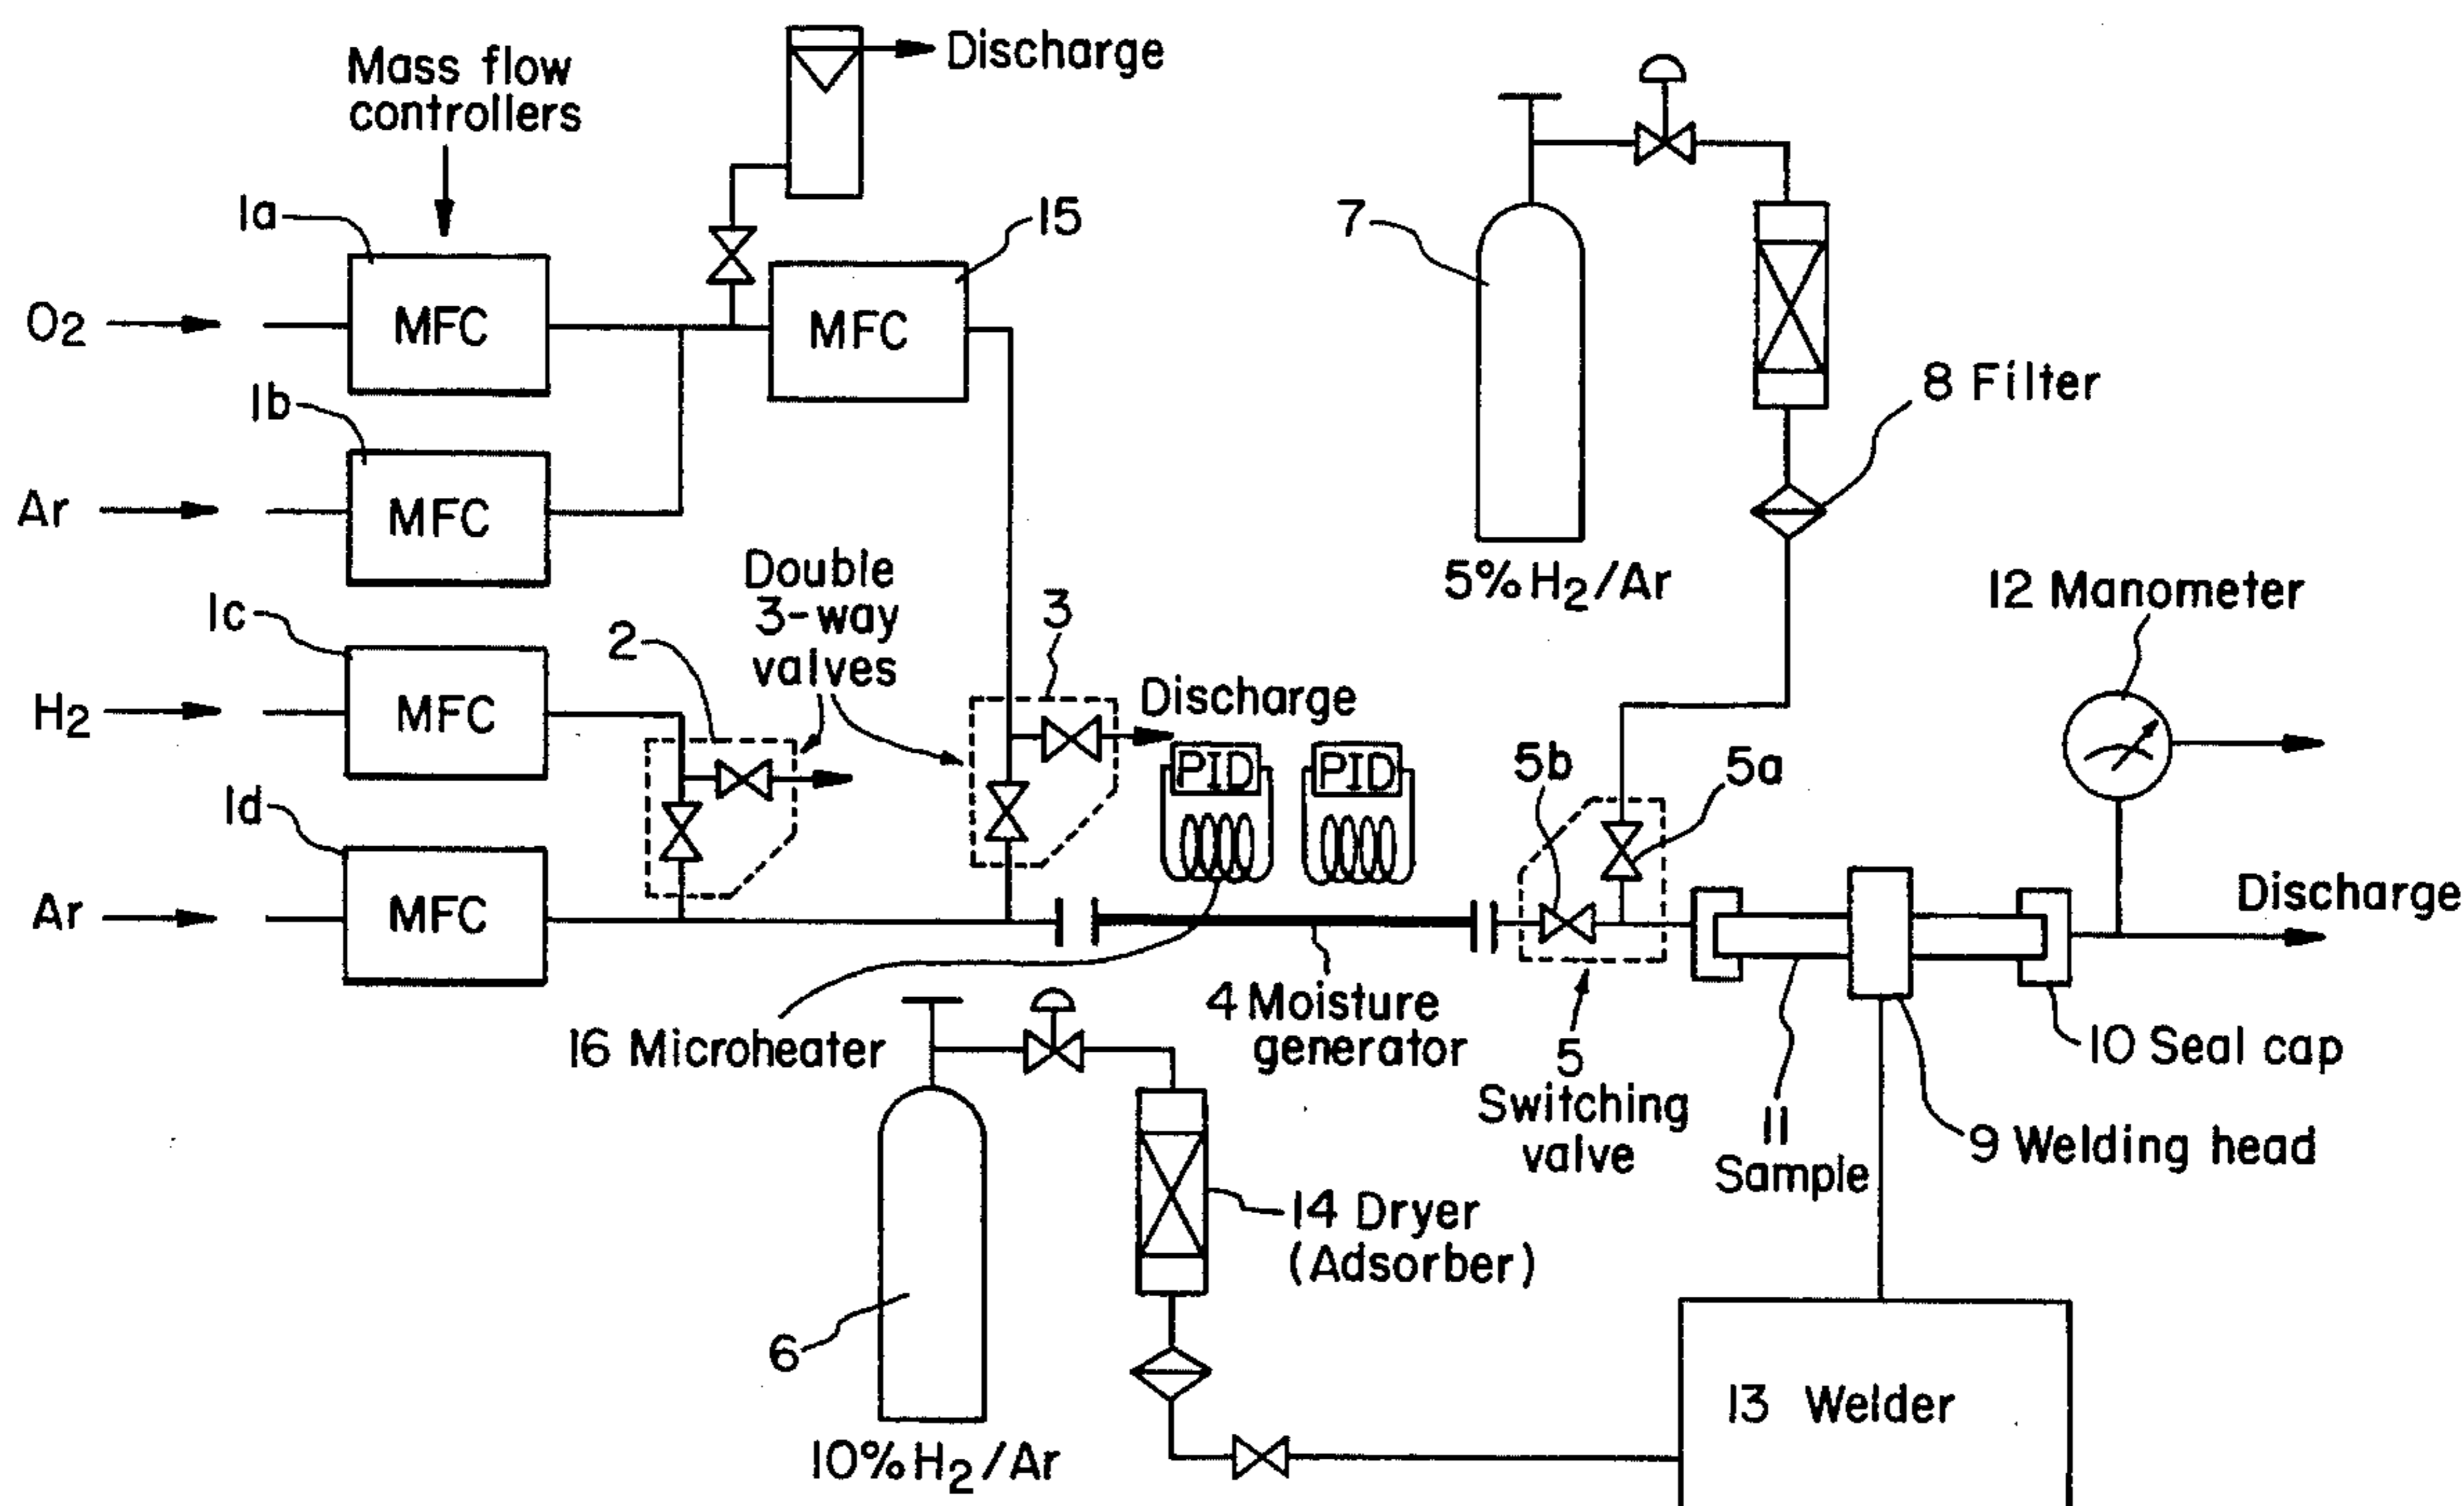 Mass flow
controllers
Discharge
1a
15
O2
MFC
MFC
7
8 Filter
1b
Ar
MFC
Double
3-way
valves
5% H2/Ar
12 Manometer
1c
2
3
H2
MFC
Discharge
PID
PID
5b
5a
1d
Ar
MFC
Discharge
16 Microheater
4 Moisture
generator
5
Switching
valve
11
Sample
10 Seal cap
9 Welding head
14 Dryer
(Adsorber)
6
10% H2/Ar
13 Welder